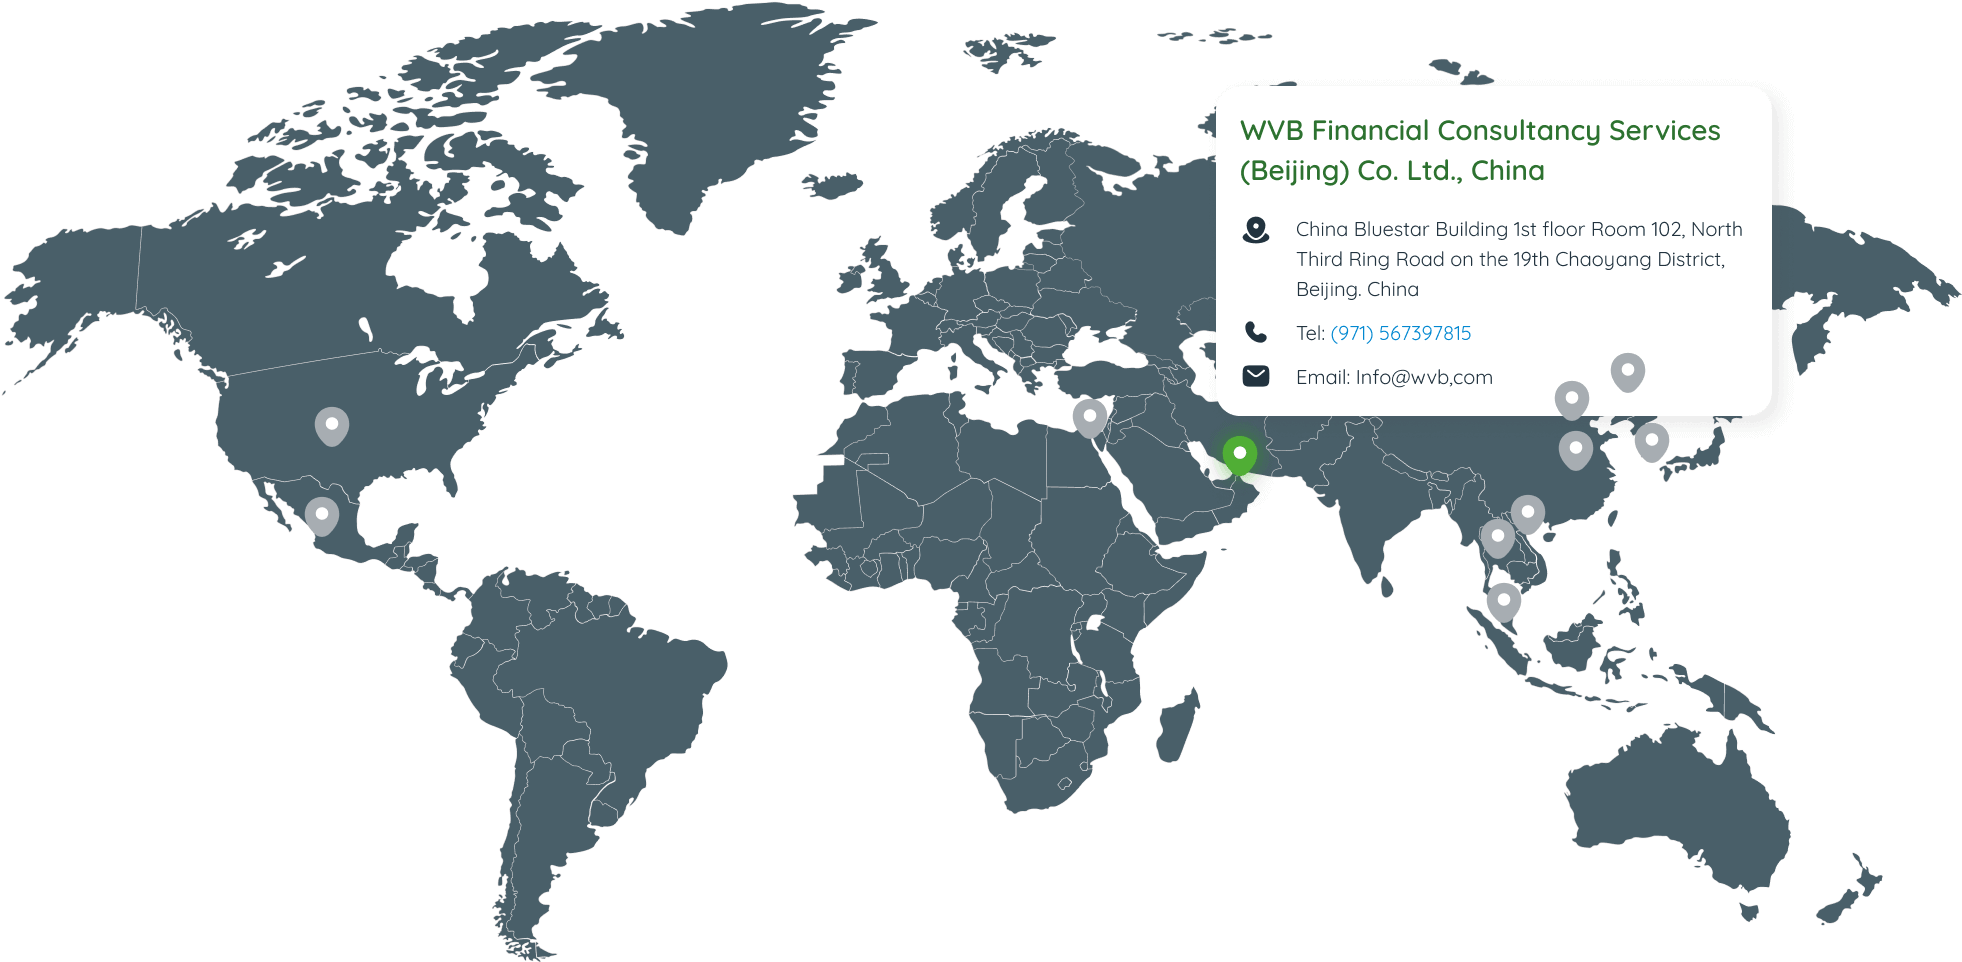 WVB Financial Consultancy Services
(Beijing) Co. Ltd., China
China Bluestar Building 1st floor Room 102, North
Third Ring Road on the 19th Chaoyang District,
Beijing. China
Tel: (971) 567397815
Email: Info@wvb,com